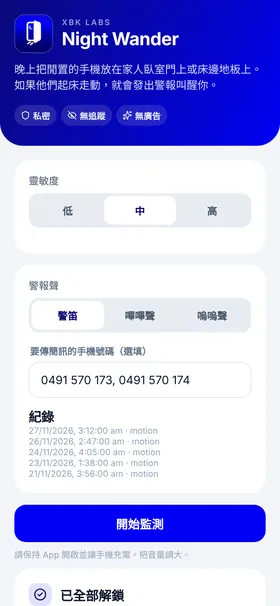 XBK LABS
Night Wander
晚上把閒置的手機放在家人臥室門上或床邊地板上。
如果他們起床走動，就會發出警報叫醒你。
私密
無追蹤
無廣告
靈敏度
低
中
高
警報聲
警笛
嗶嗶聲
嗚嗚聲
要傳簡訊的手機號碼（選填）
0491 570 173, 0491 570 174
紀錄
27/11/2026, 3:12:00 am · motion
26/11/2026, 2:47:00 am · motion
24/11/2026, 4:05:00 am · motion
23/11/2026, 1:38:00 am · motion
21/11/2026, 3:56:00 am · motion
開始監測
請保持 App 開啟並讓手機充電。把音量調大。
已全部解鎖